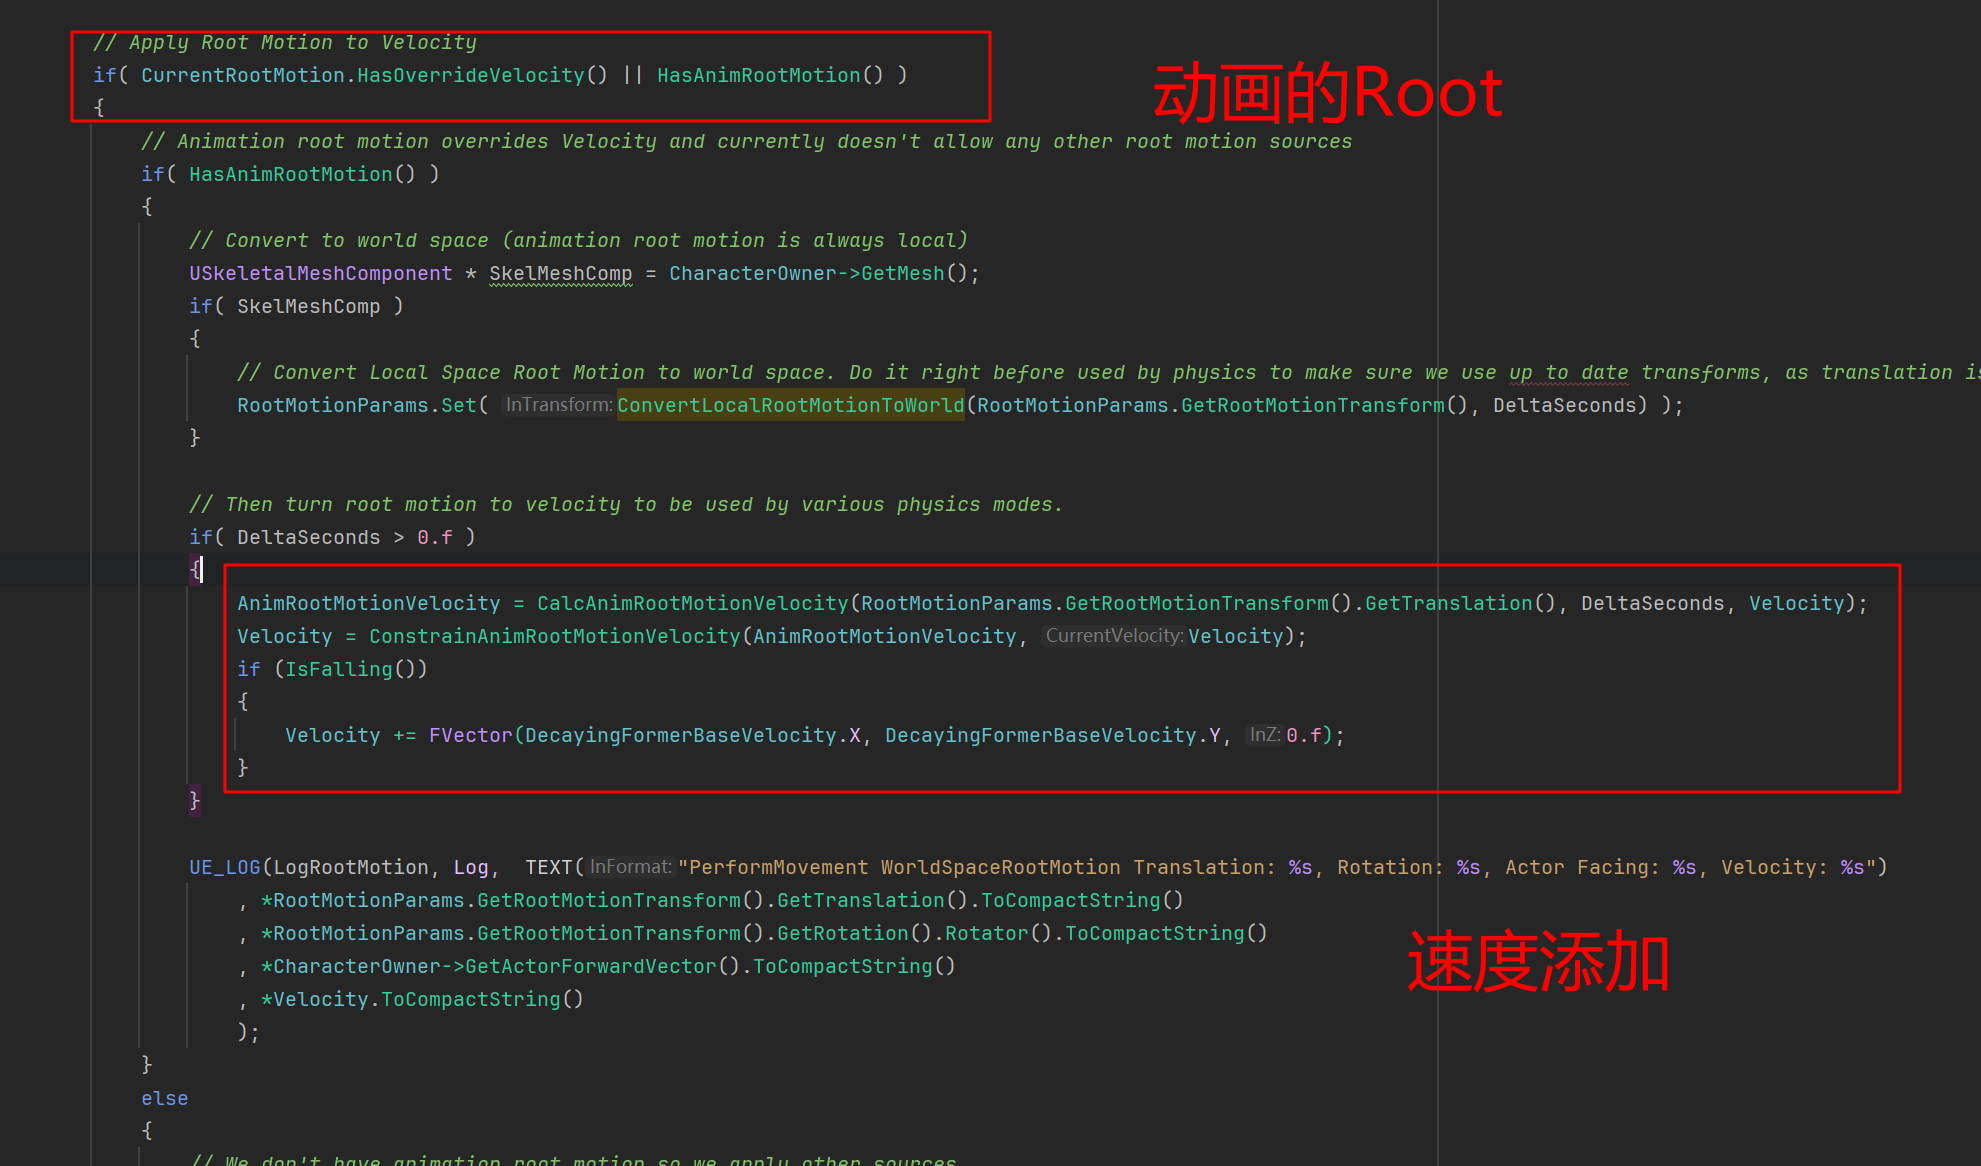 // Apply Root Motion to Velocity
if( CurrentRootMotion.HasOverrideVelocity() || HasAnimRootMotion() )
{
动画的Root
// Animation root motion overrides Velocity and currently doesn't allow any other root motion sources
if( HasAnimRootMotion() )
{
// Convert to world space (animation root motion is always local)
USkeletalMeshComponent * SkelMeshComp = CharacterOwner->GetMesh();
if( SkelMeshComp )
{
// Convert Local Space Root Motion to world space. Do it right before used by physics to make sure we use up to date transforms, as translation is
RootMotionParams.Set( InTransform: ConvertLocalRootMotionToWorld(RootMotionParams.GetRootMotionTransform(), DeltaSeconds) );
}
// Then turn root motion to velocity to be used by various physics modes.
if( DeltaSeconds > 0.f )
{
AnimRootMotionVelocity = CalcAnimRootMotionVelocity(RootMotionParams.GetRootMotionTransform().GetTranslation(), DeltaSeconds, Velocity);
Velocity = ConstrainAnimRootMotionVelocity(AnimRootMotionVelocity, CurrentVelocity: Velocity);
if (IsFalling())
{
Velocity += FVector(DecayingFormerBaseVelocity.X, DecayingFormerBaseVelocity.Y, InZ: 0.f);
}
}
UE_LOG(LogRootMotion, Log,  TEXT( InFormat: "PerformMovement WorldSpaceRootMotion Translation: %s, Rotation: %s, Actor Facing: %s, Velocity: %s")
, *RootMotionParams.GetRootMotionTransform().GetTranslation().ToCompactString()
, *RootMotionParams.GetRootMotionTransform().GetRotation().Rotator().ToCompactString()
, *CharacterOwner->GetActorForwardVector().ToCompactString()
, *Velocity.ToCompactString()
);
速度添加
}
else
{
// We don't have animation root motion so we apply other sources